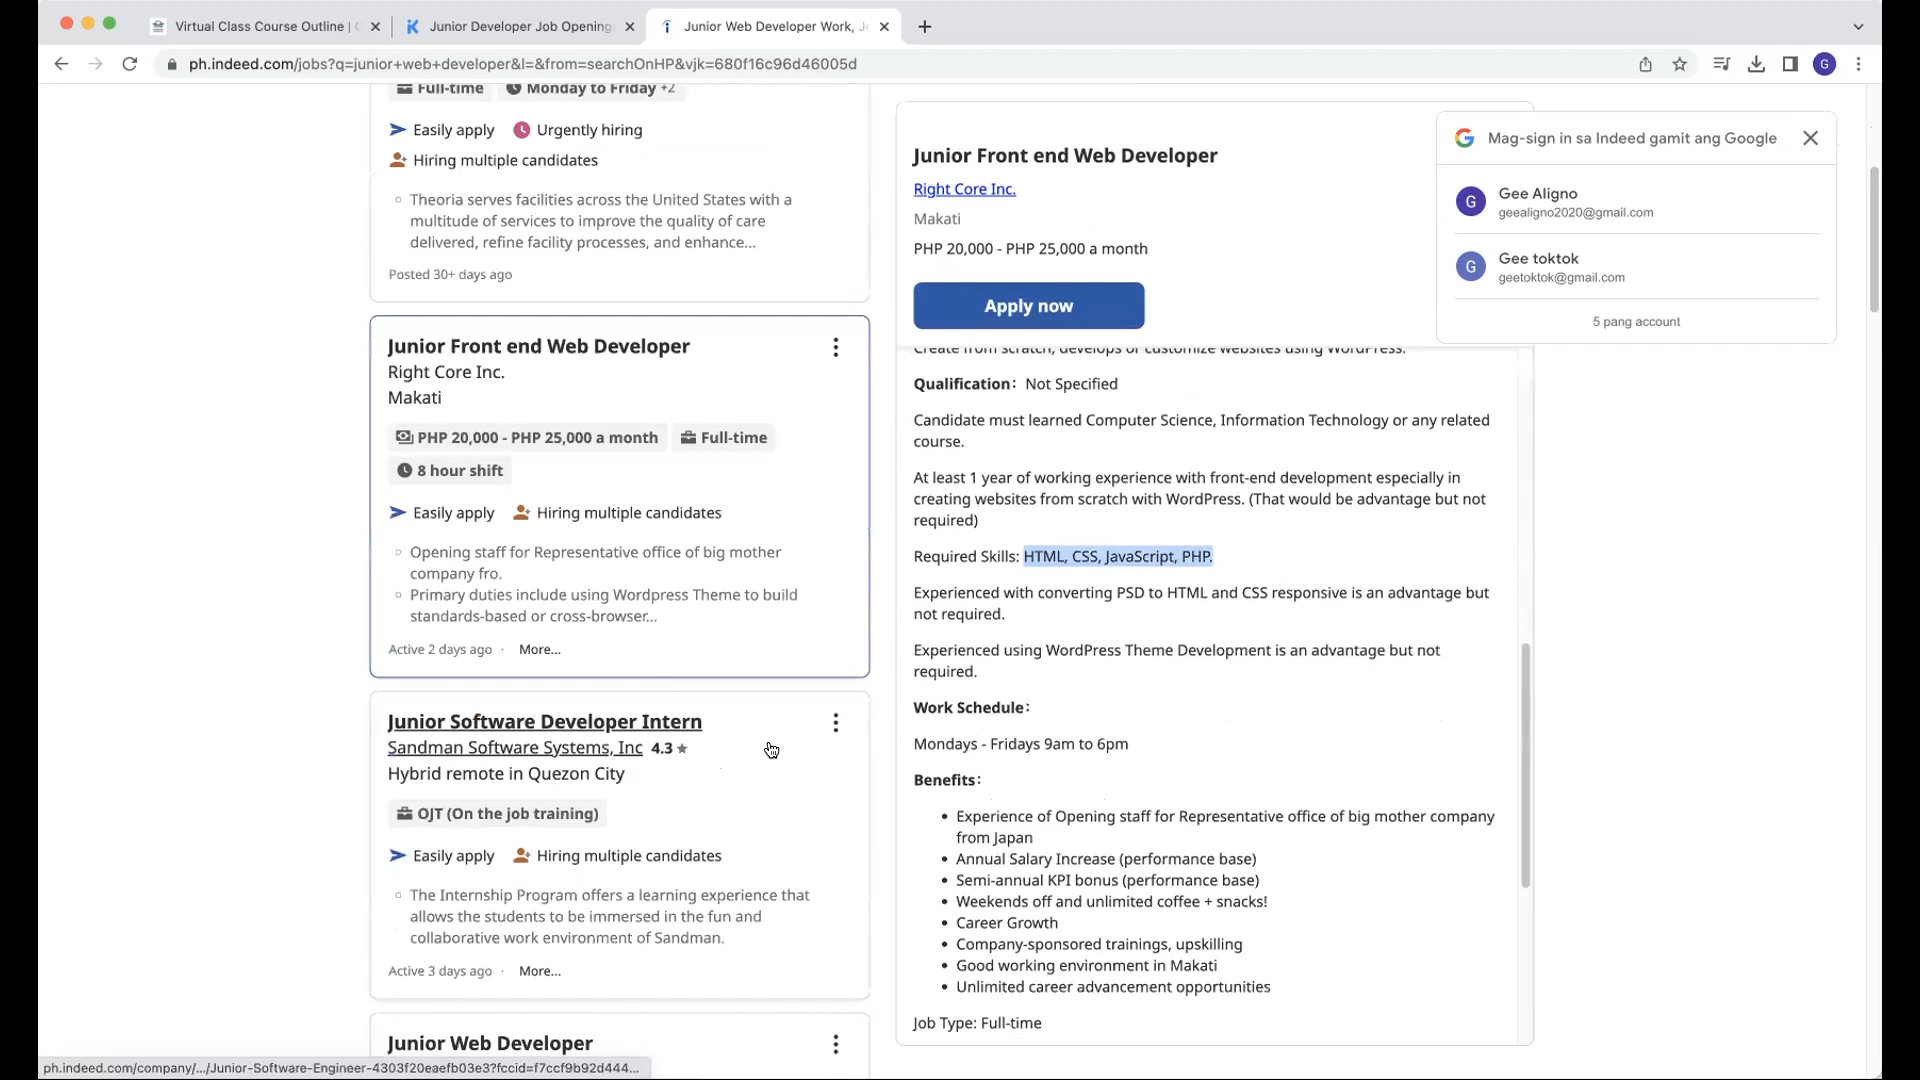 Virtual Class Course Outline |
Junior Developer Job Opening
Junior Web Developer Work, J
ph.indeed.com/jobs?q=junior+web+developer&l=&from=searchOnHP&vjk=680f16c96d46005d
G
Full-time Monday to Friday +2
Easily apply Urgently hiring
Hiring multiple candidates
Theoria serves facilities across the United States with a
multitude of services to improve the quality of care
delivered, refine facility processes, and enhance...
Posted 30+ days ago
Junior Front end Web Developer
Right Core Inc.
Makati
PHP 20,000 - PHP 25,000 a month Full-time
8 hour shift
Easily apply Hiring multiple candidates
Opening staff for Representative office of big mother
company fro.
Primary duties include using Wordpress Theme to build
standards-based or cross-browser...
Active 2 days ago · More...
Junior Software Developer Intern
Sandman Software Systems, Inc 4.3
Hybrid remote in Quezon City
OJT (On the job training)
Easily apply Hiring multiple candidates
The Internship Program offers a learning experience that
allows the students to be immersed in the fun and
collaborative work environment of Sandman.
Active 3 days ago · More...
Junior Web Developer
ph.indeed.com/company/.../Junior-Software-Engineer-4303f20eaefb03e3?fccid=f7ccf9b92d444...
Junior Front end Web Developer
Right Core Inc.
Makati
PHP 20,000 - PHP 25,000 a month
Apply now
Create from scratch, develops or customize websites using WordPress.
Qualification: Not Specified
Candidate must learned Computer Science, Information Technology or any related
course.
At least 1 year of working experience with front-end development especially in
creating websites from scratch with WordPress. (That would be advantage but not
required)
Required Skills: HTML, CSS, JavaScript, PHP.
Experienced with converting PSD to HTML and CSS responsive is an advantage but
not required.
Experienced using WordPress Theme Development is an advantage but not
required.
Work Schedule:
Mondays - Fridays 9am to 6pm
Benefits:
Experience of Opening staff for Representative office of big mother company
from Japan
Annual Salary Increase (performance base)
Semi-annual KPI bonus (performance base)
Weekends off and unlimited coffee + snacks!
Career Growth
Company-sponsored trainings, upskilling
Good working environment in Makati
Unlimited career advancement opportunities
Job Type: Full-time
Mag-sign in sa Indeed gamit ang Google
G Gee Aligno
geealigno2020@gmail.com
G Gee toktok
geetoktok@gmail.com
5 pang account